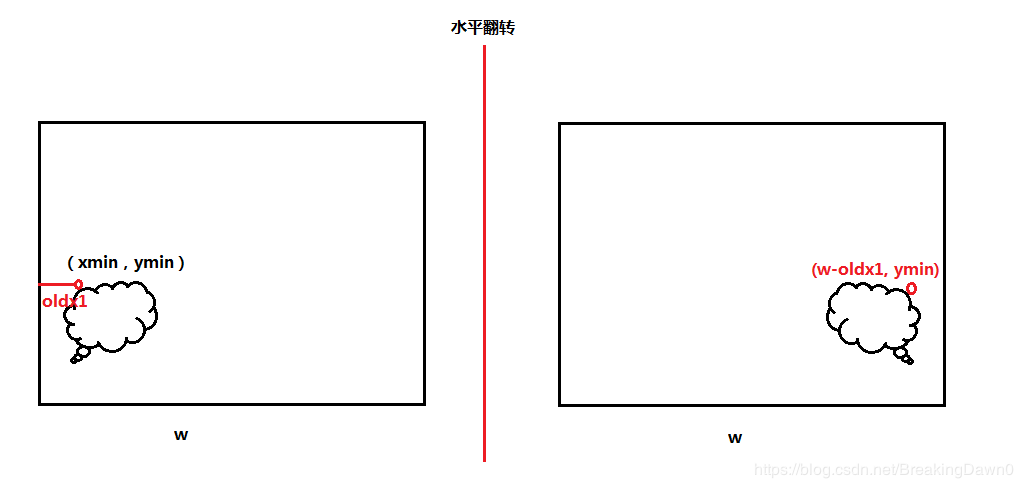 水平翻转
（xmin，ymin）
oldx1
w
(w-oldx1, ymin)
w
https://blog.csdn.net/BreakingDawn0